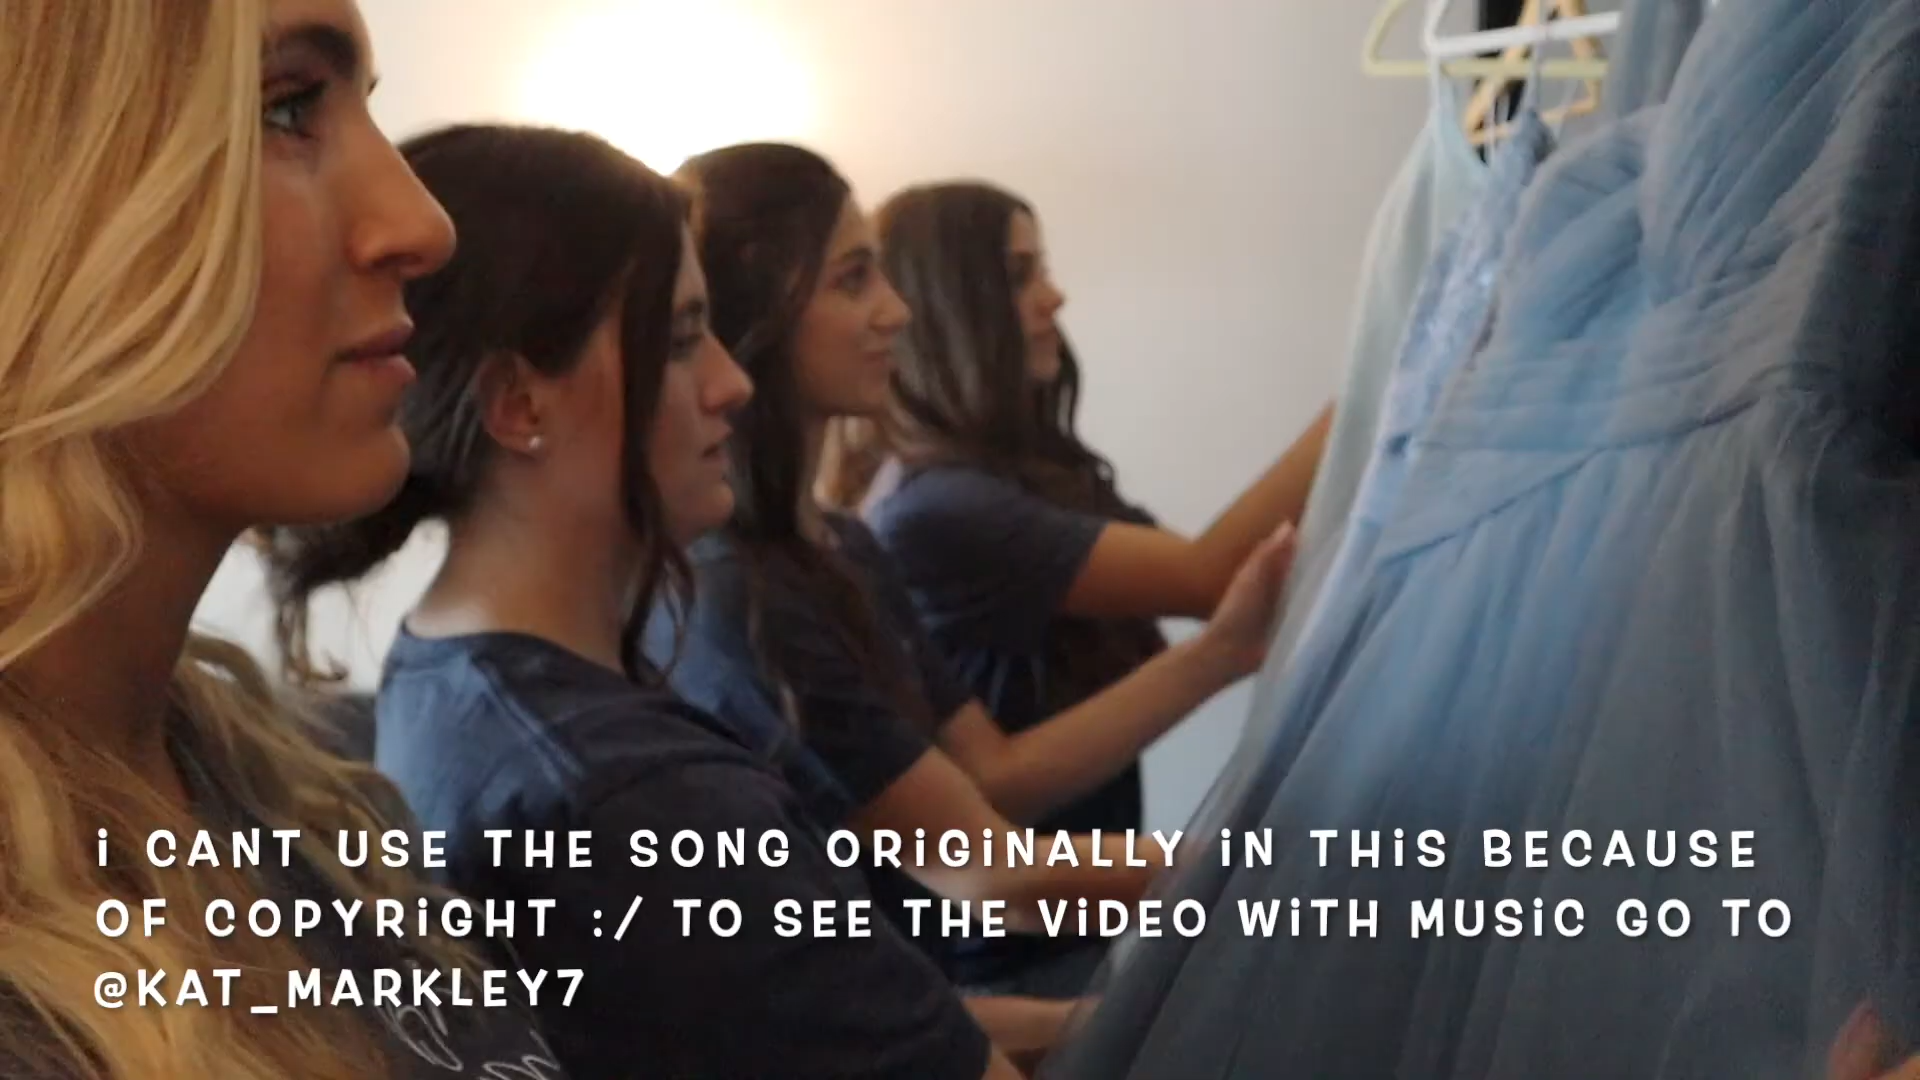 i CANT USE THE SONG ORiGiNALLY iN THiS BECAUSE
OF COPYRiGHT :/ TO SEE THE ViDEO WiTH MUSiC GO TO
@KAT_MARKLEY7